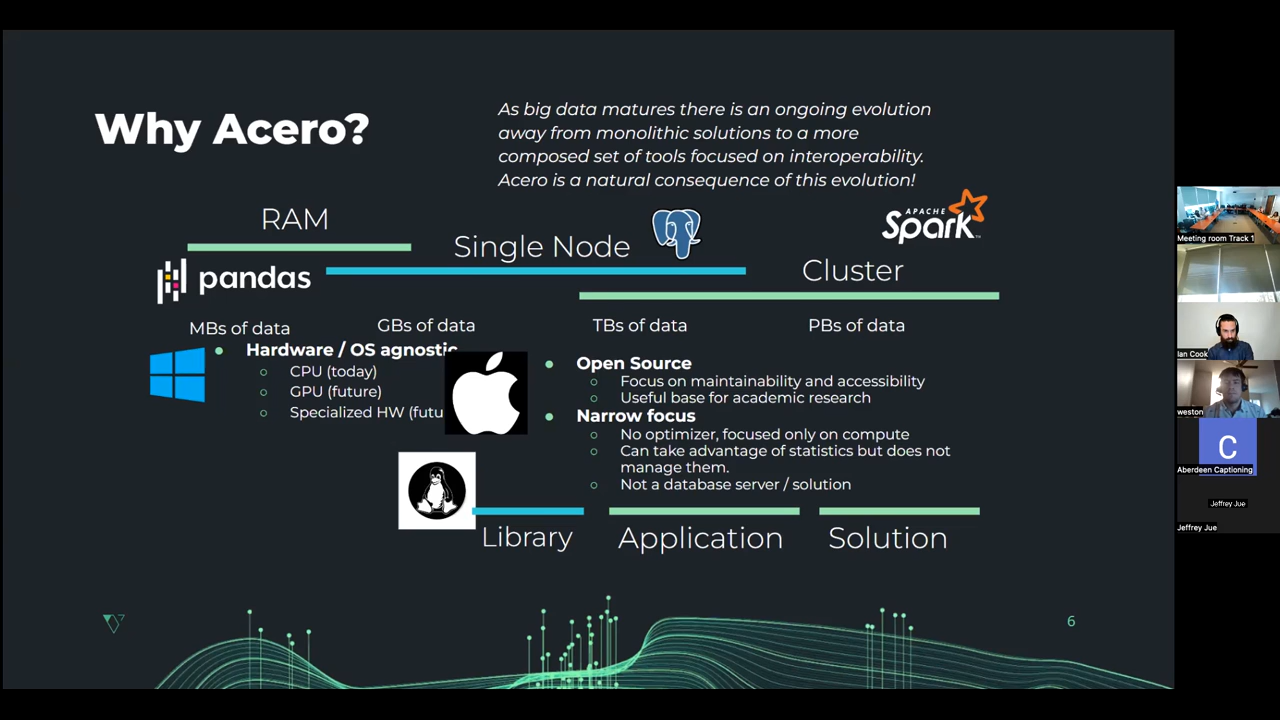 Why Acero?
As big data matures there is an ongoing evolution
away from monolithic solutions to a more
composed set of tools focused on interoperability.
Acero is a natural consequence of this evolution!
RAM
Single Node
APACHE
Spark
Cluster
pandas
MBs of data
GBs of data
TBs of data
PBs of data
Hardware / OS agnostic
CPU (today)
GPU (future)
Specialized HW (futu
Open Source
Focus on maintainability and accessibility
Useful base for academic research
Narrow focus
No optimizer, focused only on compute
Can take advantage of statistics but does not
manage them.
Not a database server / solution
Library
Application
Solution
6
Meeting room Track 1
Ian Cook
weston
C
Aberdeen Captioning
Jeffrey Jue
Jeffrey Jue